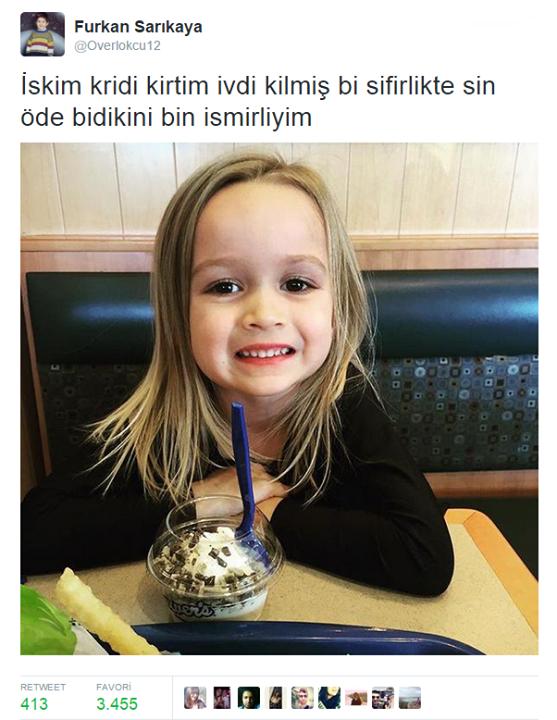 Furkan Sarıkaya
@Overlokcu12
İskim kridi kirtim ivdi kilmiş bi sifirlikte sin
öde bidikini bin ismirliyim
RETWEET
FAVORİ
413
3.455